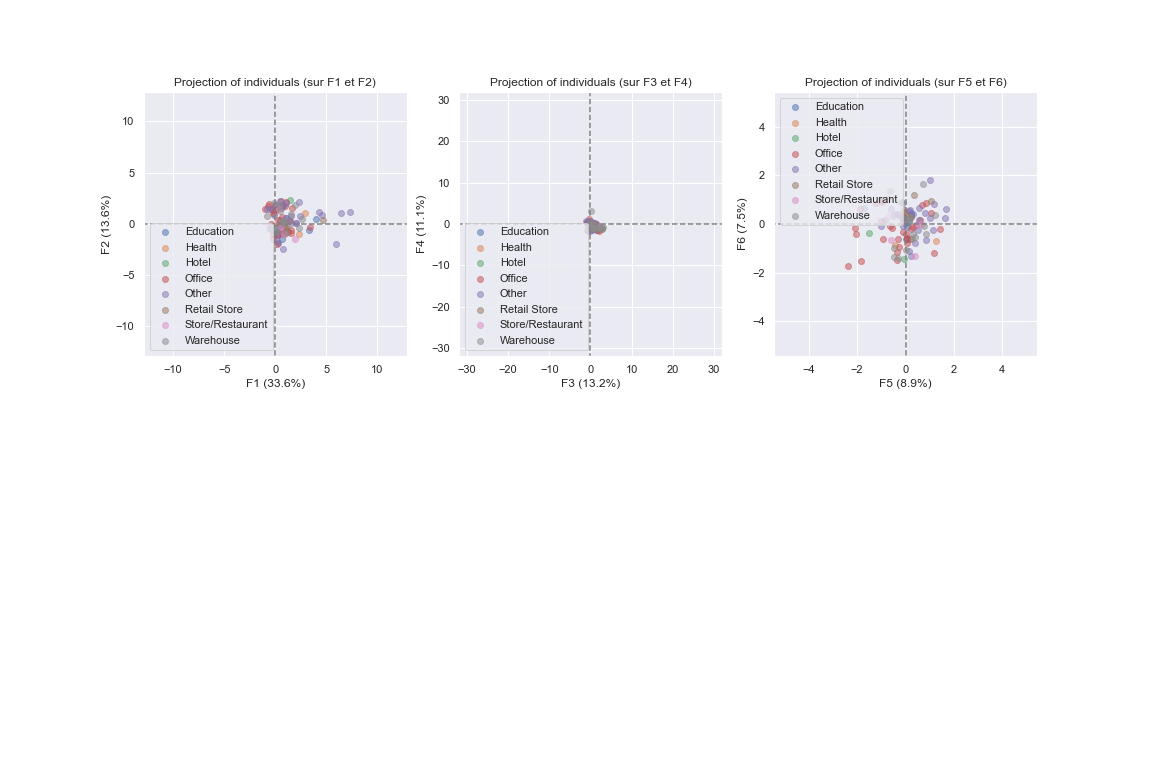 Projection of individuals (sur F1 et F2)
10
5
0
−5
−10
F2 (13.6%)
Education
Health
Hotel
Office
Other
Retail Store
Store/Restaurant
Warehouse
−10
−5
0
5
10
F1 (33.6%)
Projection of individuals (sur F3 et F4)
30
20
10
0
−10
−20
−30
F4 (11.1%)
Education
Health
Hotel
Office
Other
Retail Store
Store/Restaurant
Warehouse
−30
−20
−10
0
10
20
30
F3 (13.2%)
Projection of individuals (sur F5 et F6)
4
2
0
−2
−4
F6 (7.5%)
Education
Health
Hotel
Office
Other
Retail Store
Store/Restaurant
Warehouse
−4
−2
0
2
4
F5 (8.9%)